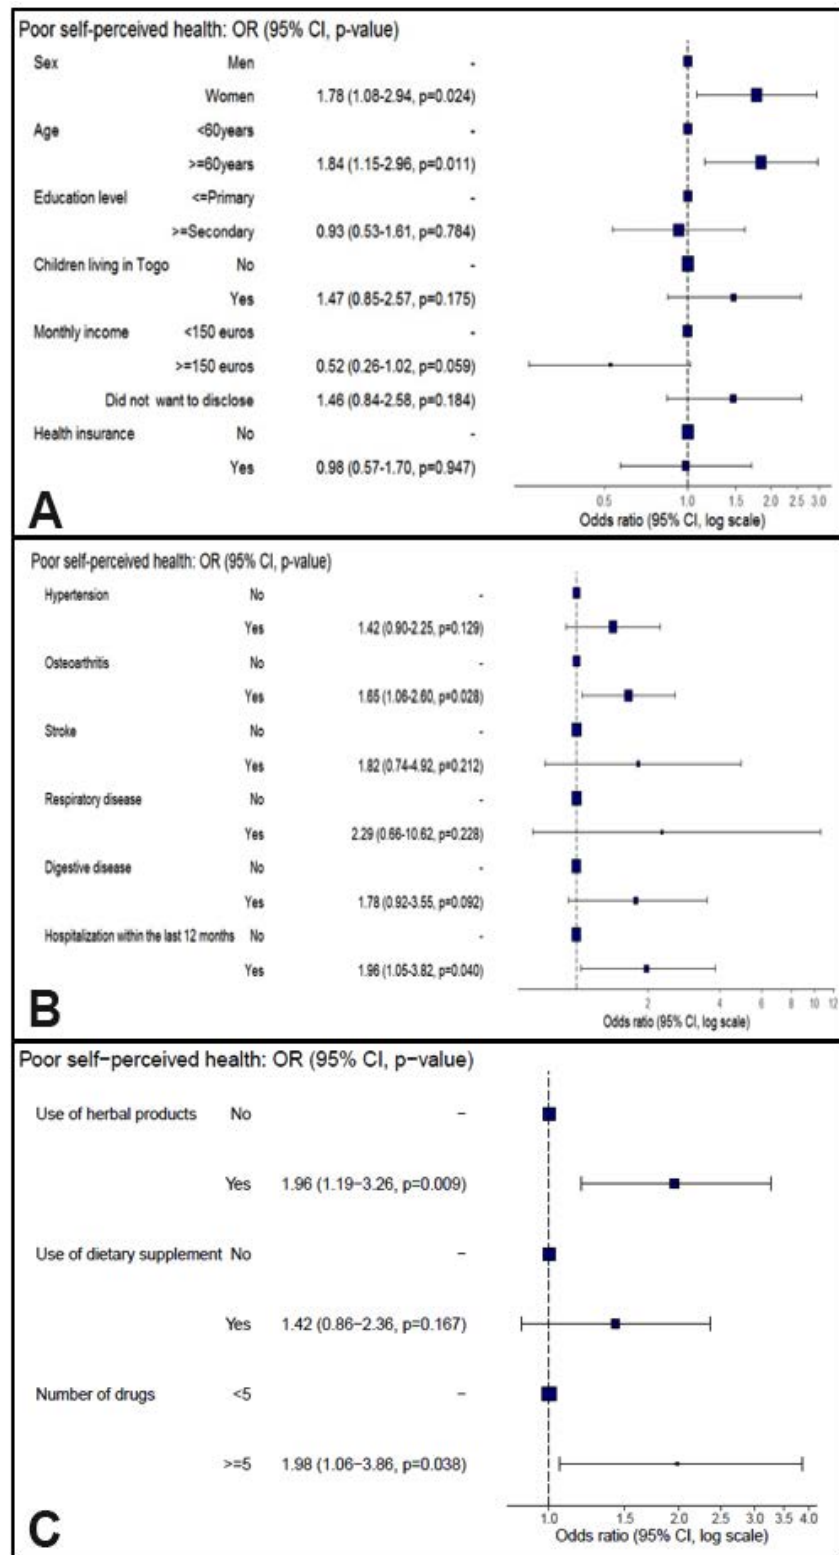 Poor self-perceived health: OR (95% CI, p-value)
Sex Men -
Women 1.78 (1.08-2.94, p=0.024)
Age <60years -
>=60years 1.84 (1.15-2.96, p=0.011)
Education level <=Primary -
>=Secondary 0.93 (0.53-1.61, p=0.784)
Children living in Togo No -
Yes 1.47 (0.85-2.57, p=0.175)
Monthly income <150 euros -
>=150 euros 0.52 (0.26-1.02, p=0.059)
Did not want to disclose 1.46 (0.84-2.58, p=0.184)
Health insurance No -
Yes 0.98 (0.57-1.70, p=0.947)
0.5 1.0 1.5 2.0 2.5 3.0
Odds ratio (95% CI, log scale)
A
Poor self-perceived health: OR (95% CI, p-value)
Hypertension No -
Yes 1.42 (0.90-2.25, p=0.129)
Osteoarthritis No -
Yes 1.65 (1.06-2.60, p=0.028)
Stroke No -
Yes 1.82 (0.74-4.92, p=0.212)
Respiratory disease No -
Yes 2.29 (0.66-10.62, p=0.228)
Digestive disease No -
Yes 1.78 (0.92-3.55, p=0.092)
Hospitalization within the last 12 months No -
Yes 1.96 (1.05-3.82, p=0.040)
2 4 6 8 10 12
Odds ratio (95% CI, log scale)
B
Poor self−perceived health: OR (95% CI, p−value)
Use of herbal products No −
Yes 1.96 (1.19−3.26, p=0.009)
Use of dietary supplement No −
Yes 1.42 (0.86−2.36, p=0.167)
Number of drugs <5 −
>=5 1.98 (1.06−3.86, p=0.038)
1.0 1.5 2.0 2.5 3.0 4.0
Odds ratio (95% CI, log scale)
C